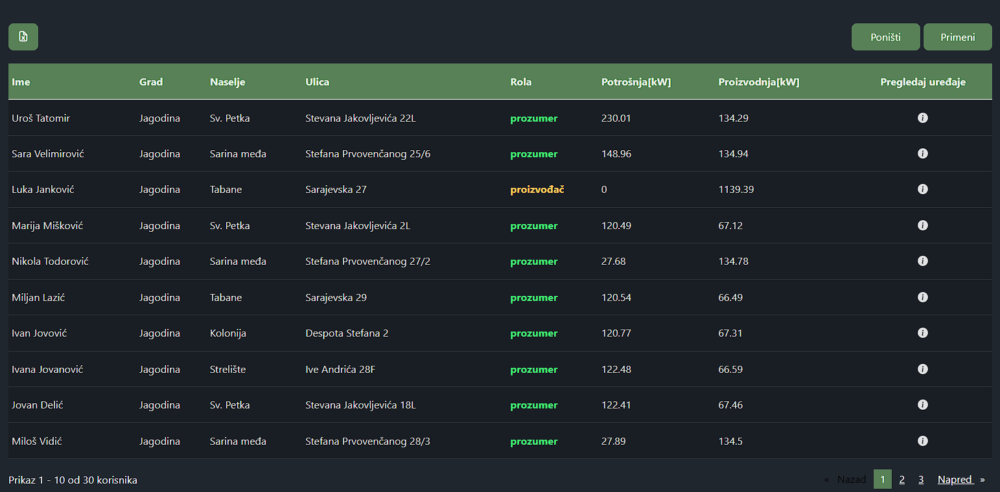 Poništi Primeni
Ime Grad Naselje Ulica Rola Potrošnja[kW] Proizvodnja[kW] Pregledaj uređaje
Uroš Tatomir Jagodina Sv. Petka Stevana Jakovljevića 22L prozumer 230.01 134.29
Sara Velimirović Jagodina Sarina međa Stefana Prvovenčanog 25/6 prozumer 148.96 134.94
Luka Janković Jagodina Tabane Sarajevska 27 proizvođač 0 1139.39
Marija Mišković Jagodina Sv. Petka Stevana Jakovljevića 2L prozumer 120.49 67.12
Nikola Todorović Jagodina Sarina međa Stefana Prvovenčanog 27/2 prozumer 27.68 134.78
Miljan Lazić Jagodina Tabane Sarajevska 29 prozumer 120.54 66.49
Ivan Jovović Jagodina Kolonija Despota Stefana 2 prozumer 120.77 67.31
Ivana Jovanović Jagodina Strelište Ive Andrića 28F prozumer 122.48 66.59
Jovan Delić Jagodina Sv. Petka Stevana Jakovljevića 18L prozumer 122.41 67.46
Miloš Vidić Jagodina Sarina međa Stefana Prvovenčanog 28/3 prozumer 27.89 134.5
Prikaz 1 - 10 od 30 korisnika « Nazad 1 2 3 Napred »